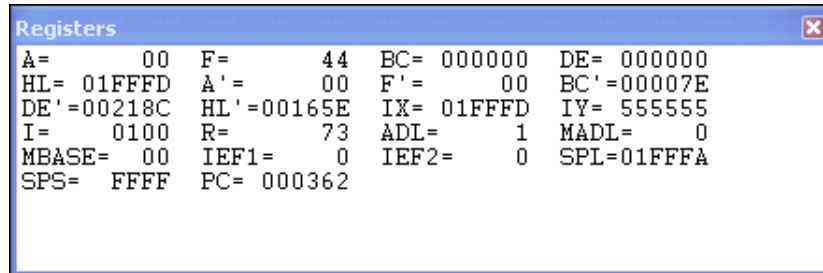 Registers
A= 00 F= 44 BC= 000000 DE= 000000
HL= 01FFFD A'= 00 F'= 00 BC'=00007E
DE'=00218C HL'=00165E IX= 01FFFD IY= 555555
I= 0100 R= 73 ADL= 1 MADL= 0
MBASE= 00 IEF1= 0 IEF2= 0 SPL=01FFFA
SPS= FFFF PC= 000362